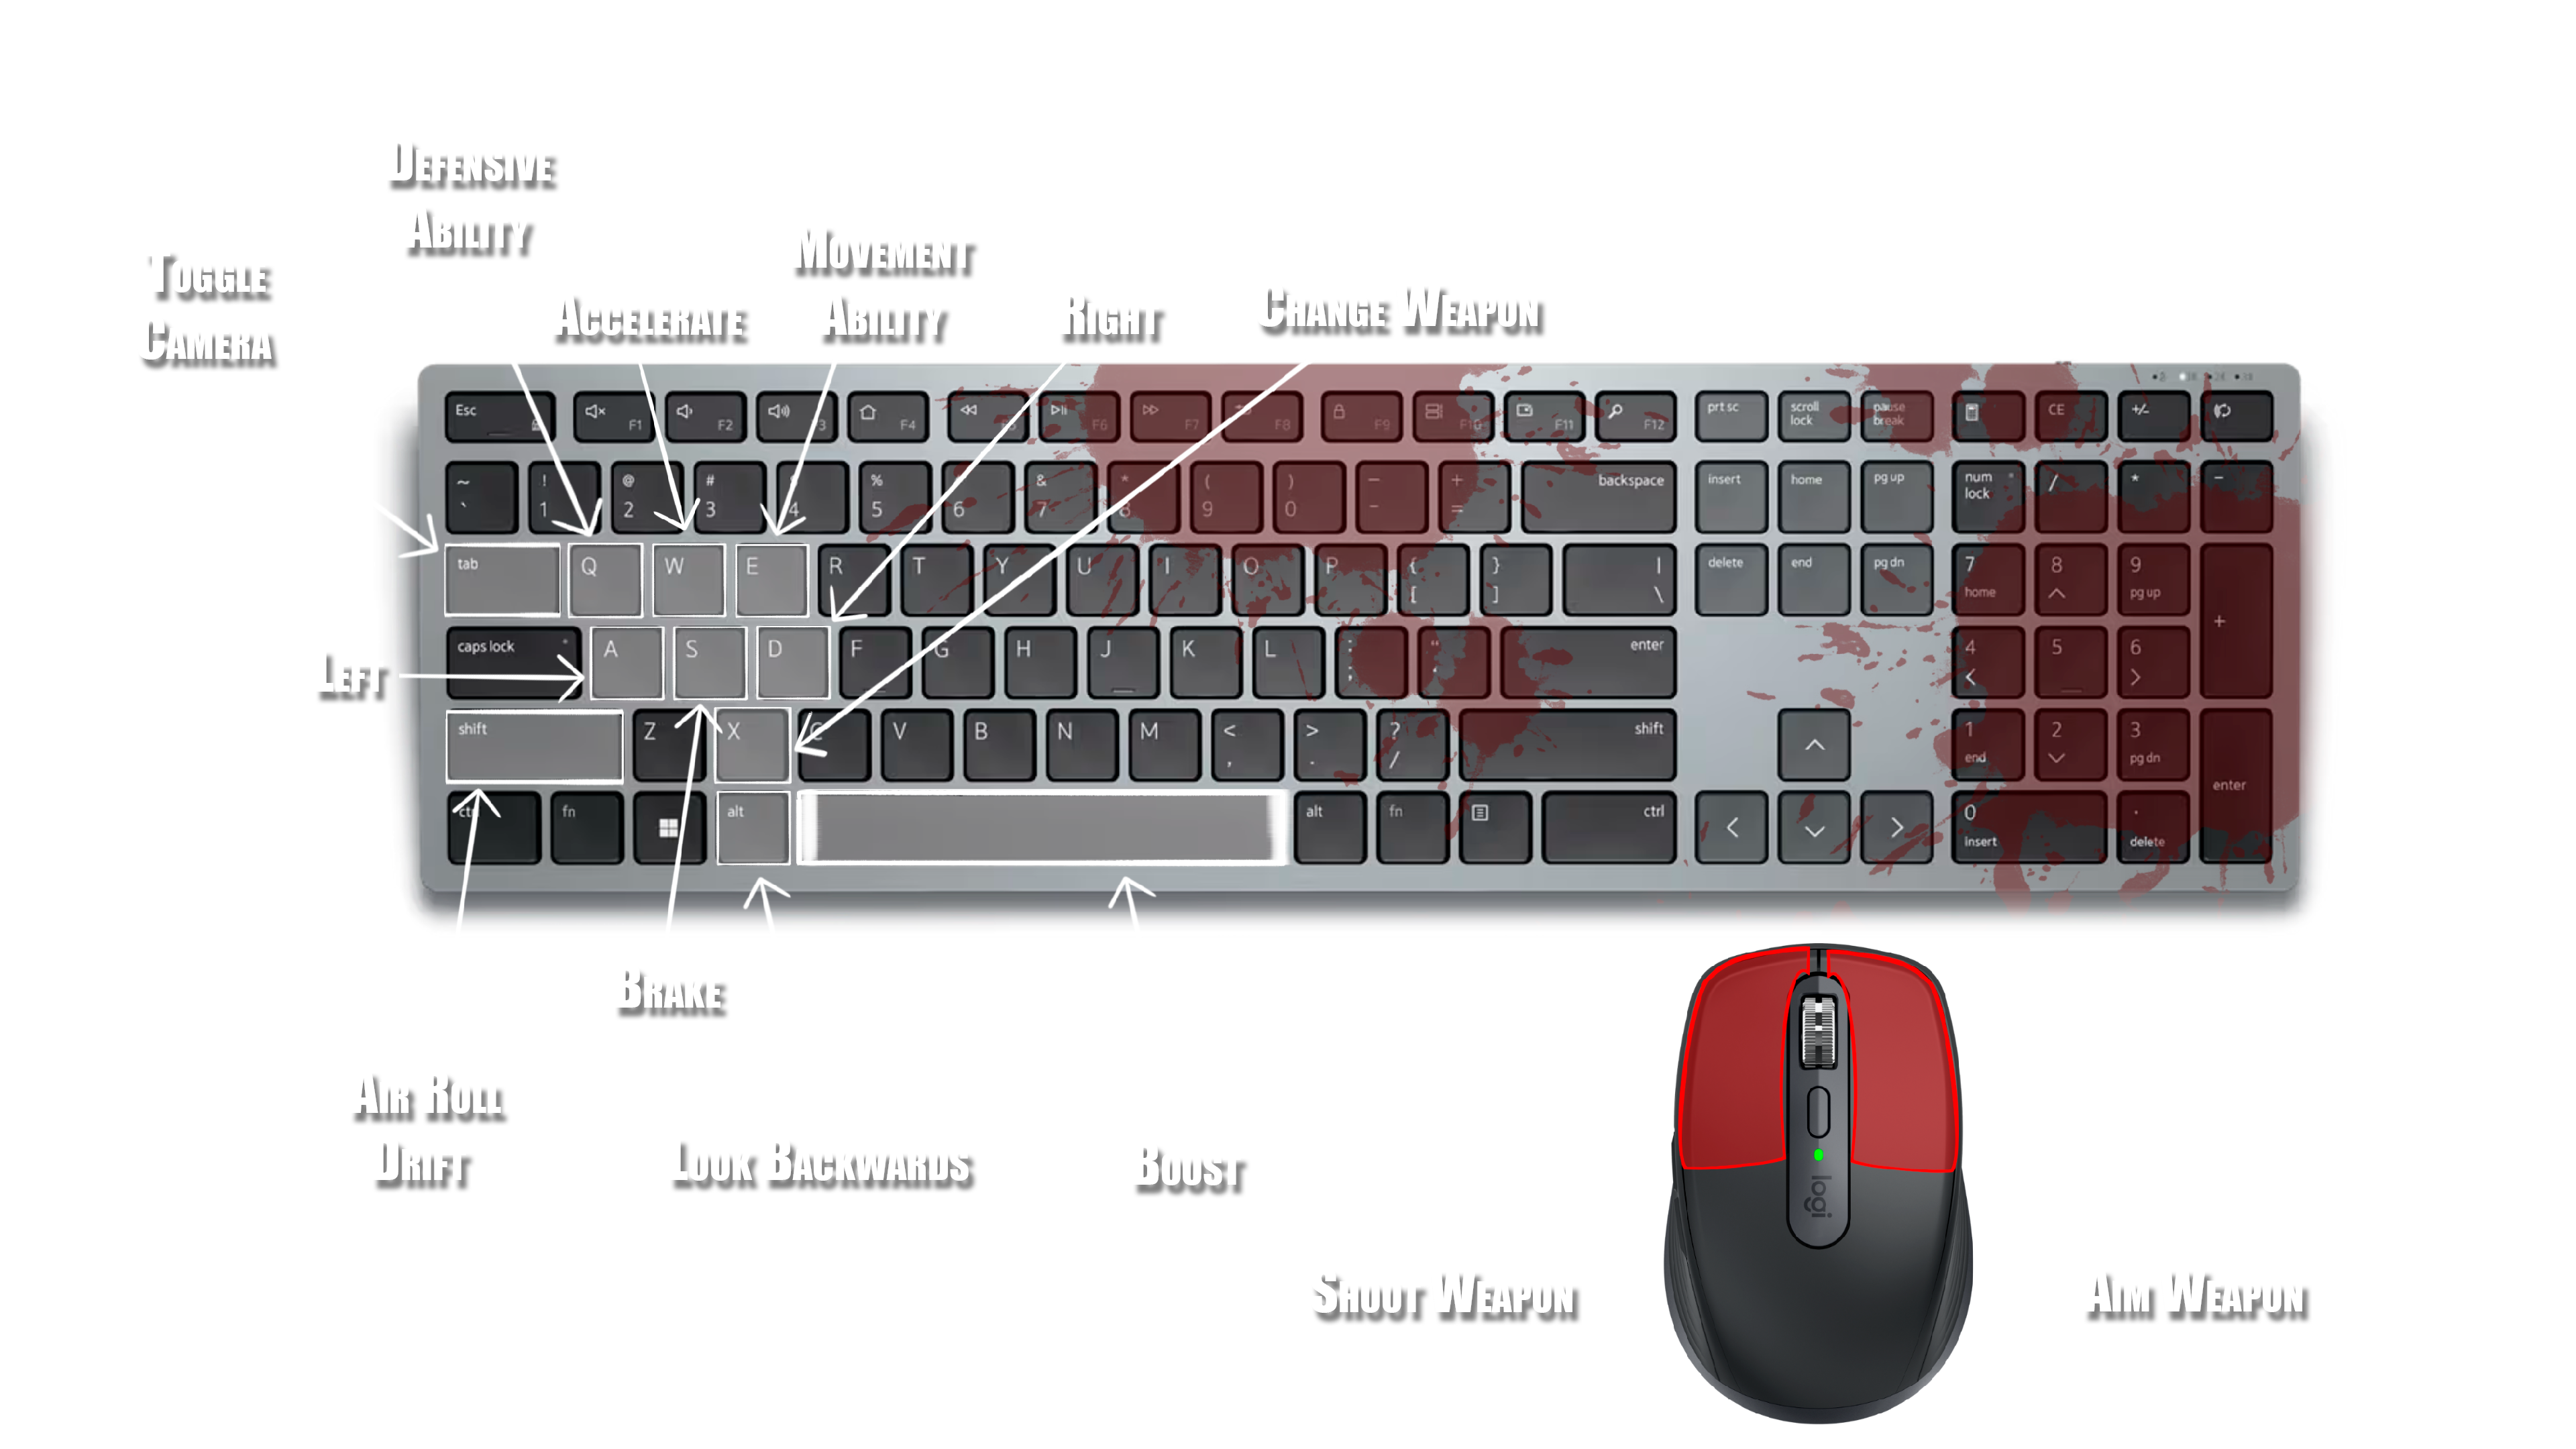 Defensive
Ability
Toggle
Camera
Movement
Ability
Accelerate
Right
Change Weapon
Esc
F1
F2
F4
F6
F7
F8
F9
F10
F11
F12
prt sc
scroll
lock
pause
break
CE
+/-
~
`
!
1
@
2
#
3
4
%
5
6
&
7
*
8
(
9
)
0
_
-
+
=
backspace
insert
home
pg up
num
lock
/
*
-
tab
Q
W
E
R
T
Y
U
I
O
P
{
[
}
]
|
\
delete
end
pg dn
7
home
8
9
pg up
+
caps lock
A
S
D
F
G
H
J
K
L
:
;
“
enter
4
5
6
Left
shift
Z
X
C
V
B
N
M
<
,
>
.
?
/
shift
1
end
2
3
pg dn
enter
ctrl
fn
alt
alt
fn
ctrl
0
insert
.
delete
Brake
Air Roll
Drift
Look Backwards
Boost
logi
Shoot Weapon
Aim Weapon